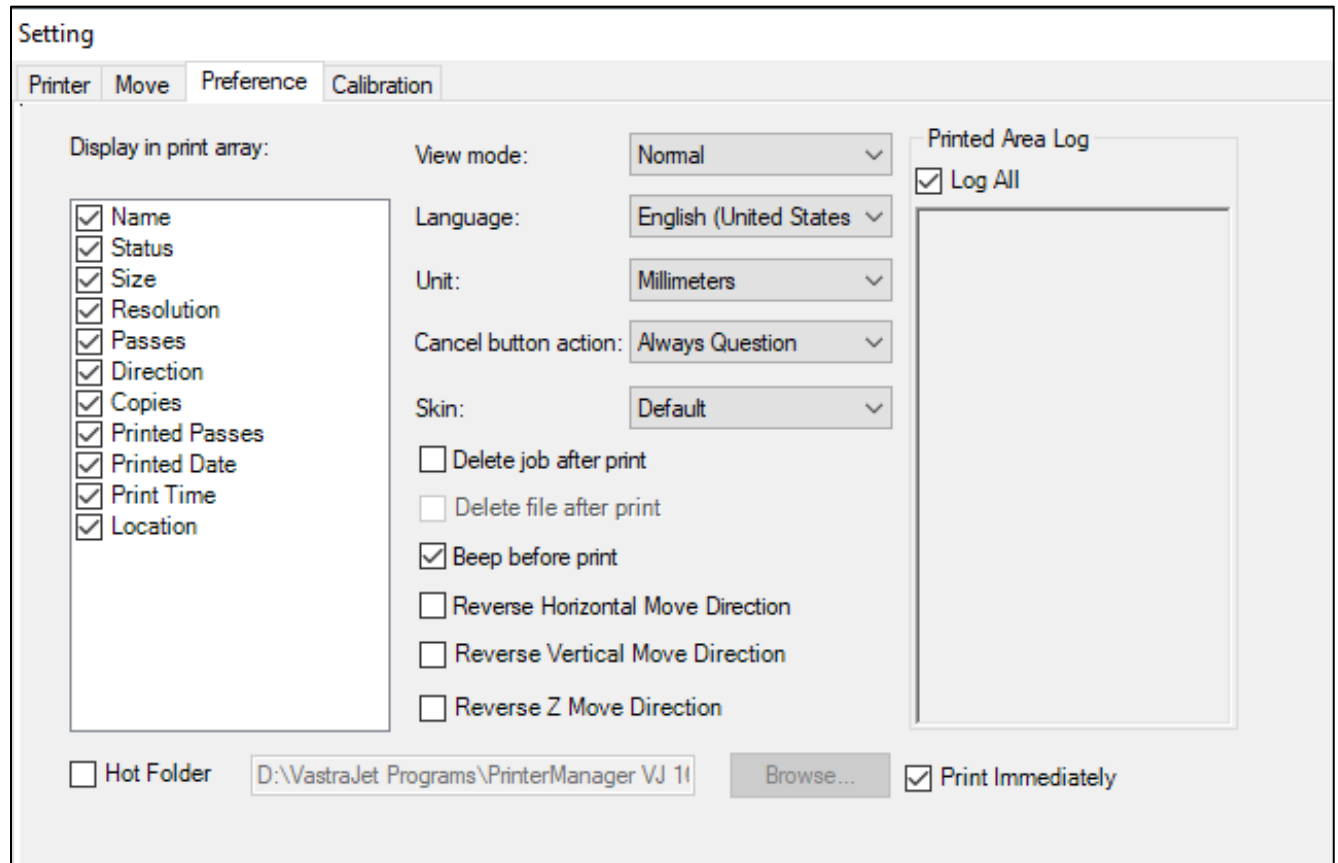 Setting
Printer Move Preference Calibration
Display in print array:
Name
Status
Size
Resolution
Passes
Direction
Copies
Printed Passes
Printed Date
Print Time
Location
View mode: Normal
Language: English (United States
Unit: Millimeters
Cancel button action: Always Question
Skin: Default
Delete job after print
Delete file after print
Beep before print
Reverse Horizontal Move Direction
Reverse Vertical Move Direction
Reverse Z Move Direction
Printed Area Log
Log All
Hot Folder D:\VastraJet Programs\PrinterManager VJ Browse... Print Immediately